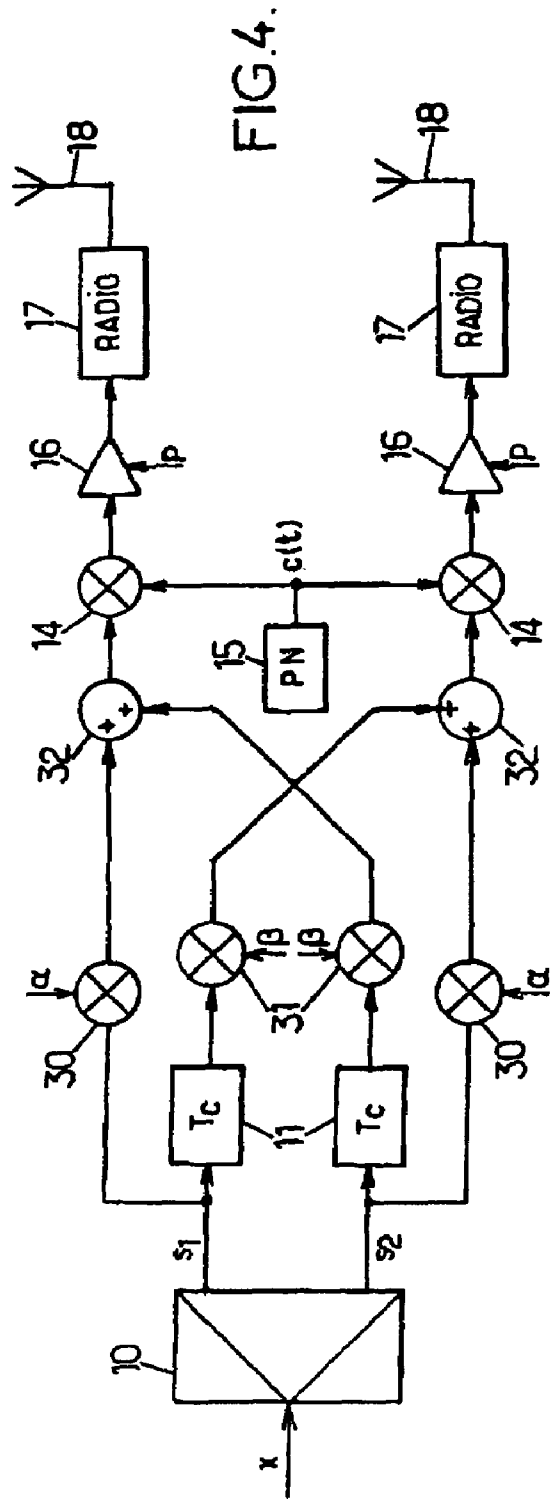 FIG.4.
18
17
RADIO
16
P
14
32
+
+
α
30
c(t)
15
PN
31
β
β
11
Tc
Tc
s1
s2
10
x
30
α
32
+
+
14
16
P
17
RADIO
18